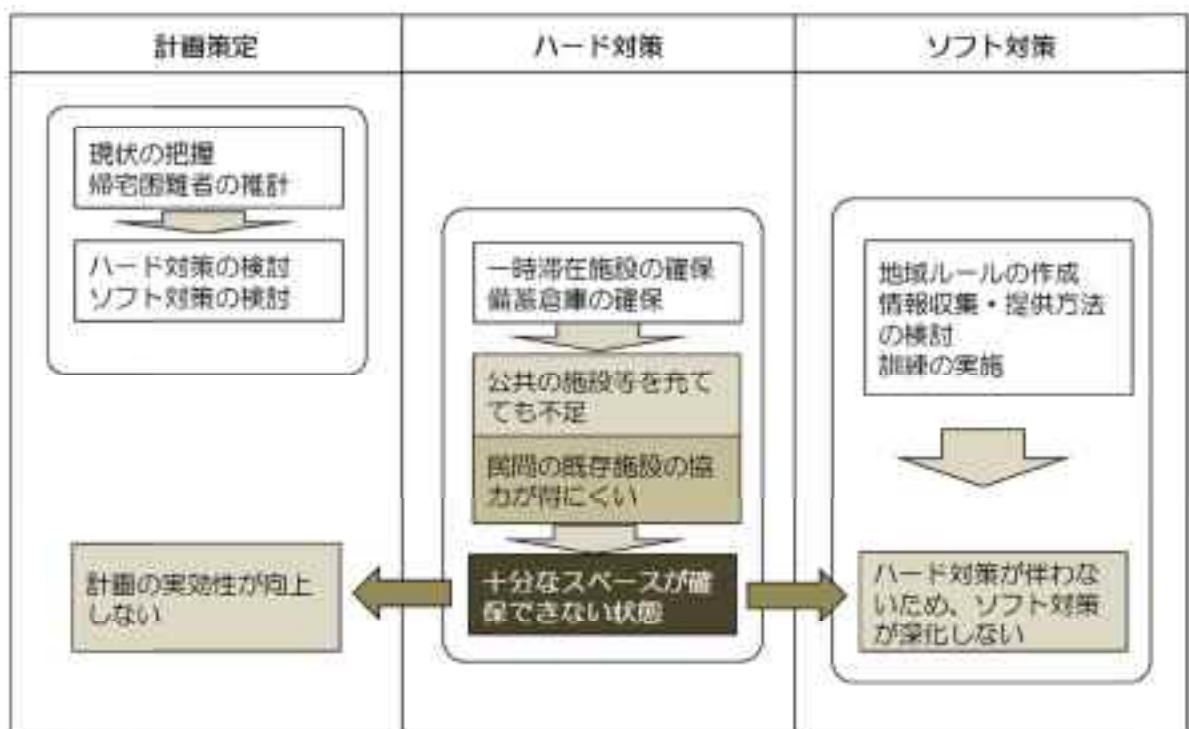 計画策定
ハード対策
ソフト対策
現状の把握
帰宅困難者の推計
ハード対策の検討
ソフト対策の検討
計画の実効性が向上
しない
一時滞在施設の確保
備蓄倉庫の確保
公共の施設等を充て
ても不足
民間の既存施設の協
力が得にくい
十分なスペースが確
保できない状態
地域ルールの作成
情報収集・提供方法
の検討
訓練の実施
ハード対策が伴わな
いため、ソフト対策
が深化しない